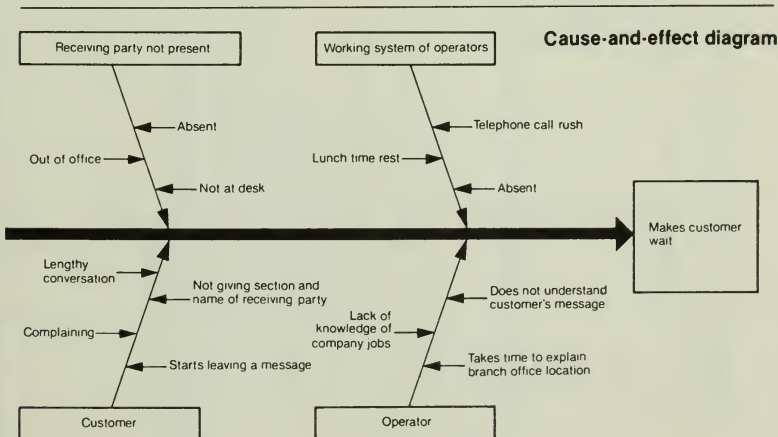 Cause-and-effect diagram
Receiving party not present
Working system of operators
Absent
Out of office
Not at desk
Telephone call rush
Lunch time rest
Absent
Makes customer
wait
Lengthy
conversation
Not giving section and
name of receiving party
Complaining
Starts leaving a message
Does not understand
customer's message
Lack of
knowledge of
company jobs
Takes time to explain
branch office location
Customer
Operator